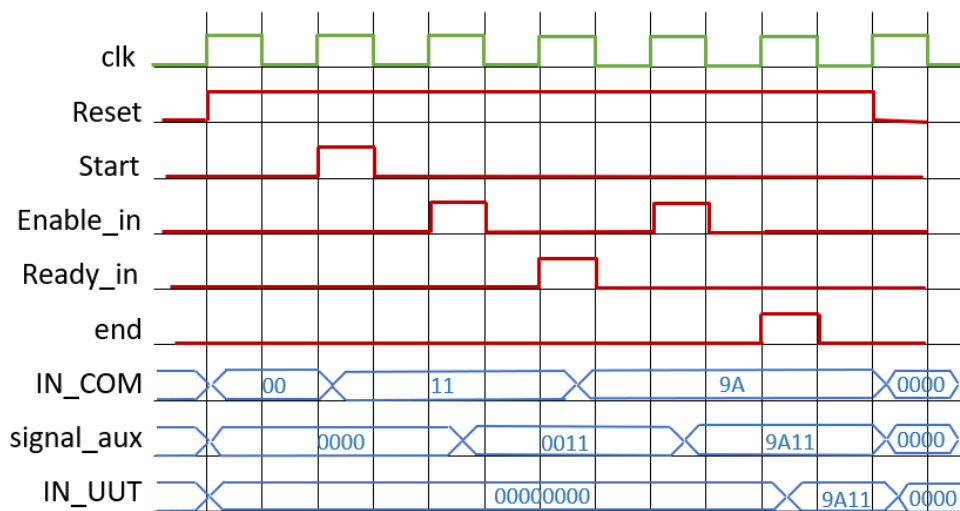 clk
Reset
Start
Enable_in
Ready_in
end
IN_COM 00 11 9A 0000
signal_aux 0000 0011 9A11 0000
IN_UUT 00000000 9A11 0000